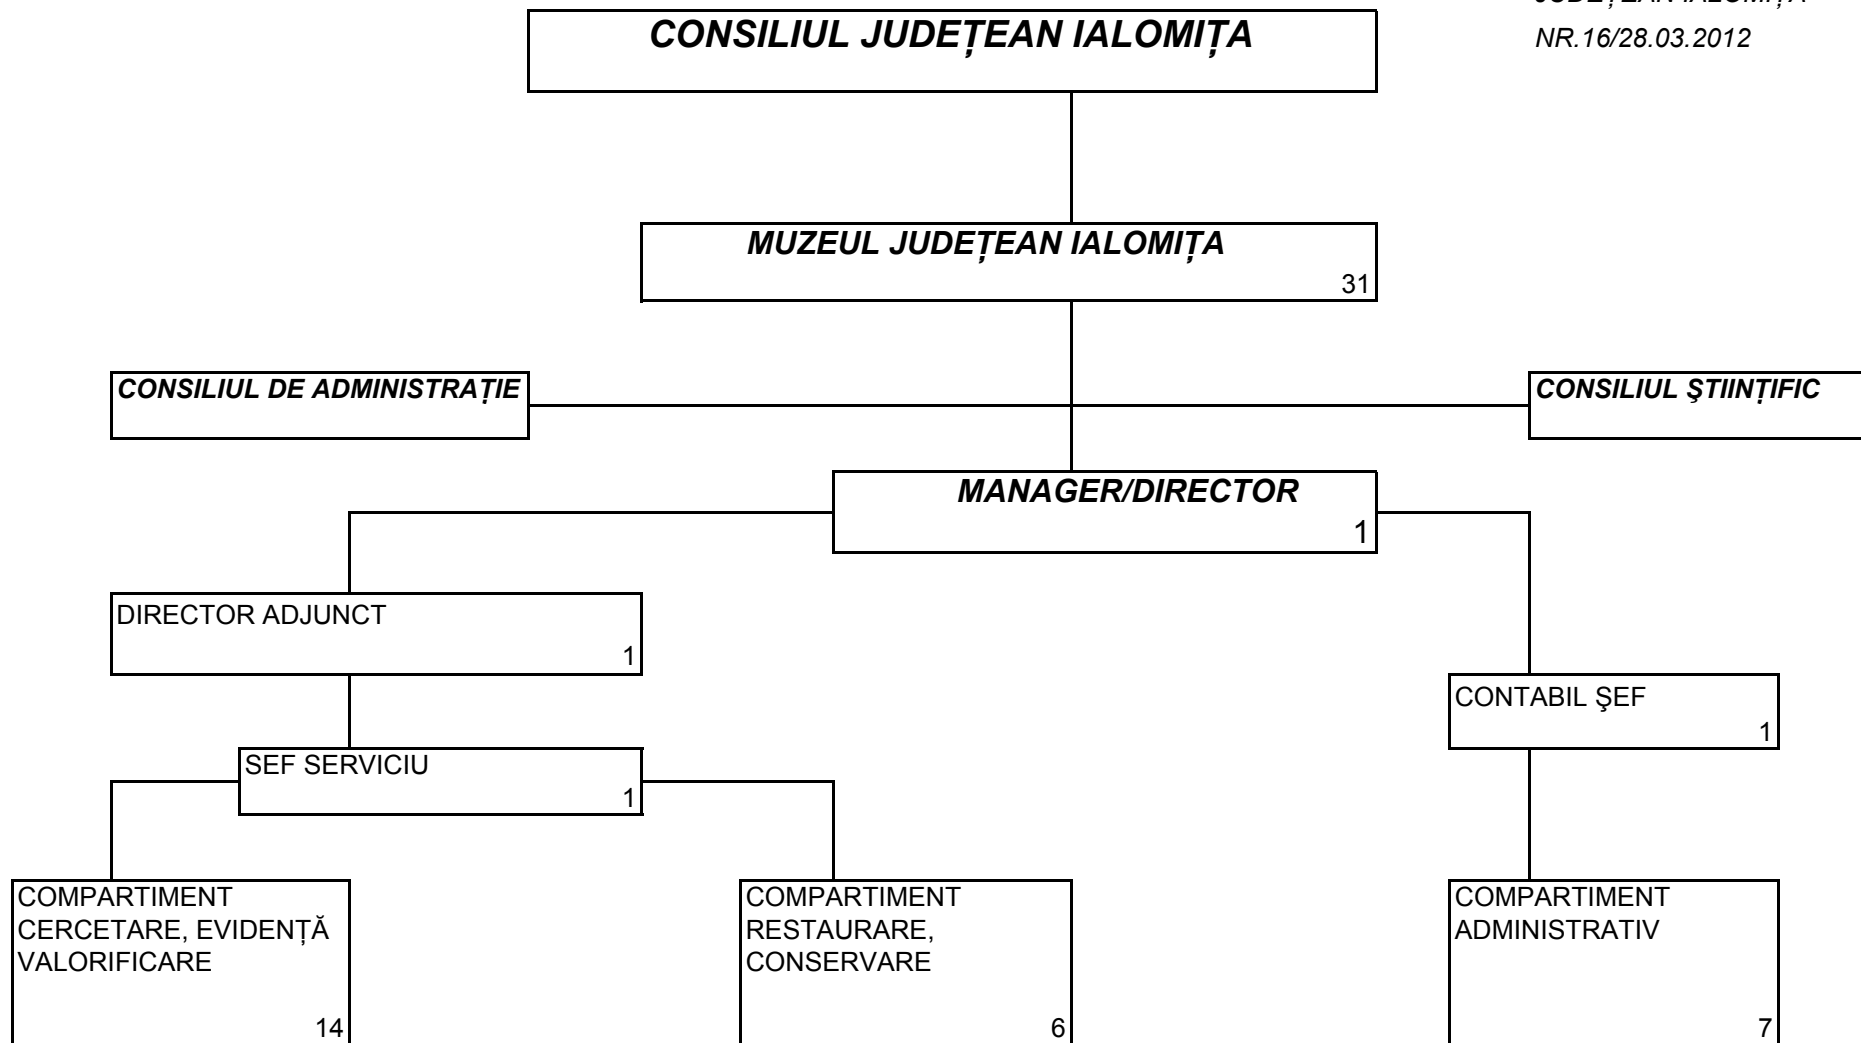 JUDEȚEAN IALOMIȚA
CONSILIUL JUDEȚEAN IALOMIȚA
NR.16/28.03.2012
MUZEUL JUDEȚEAN IALOMIȚA
31
CONSILIUL DE ADMINISTRAȚIE
CONSILIUL ŞTIINȚIFIC
MANAGER/DIRECTOR
1
DIRECTOR ADJUNCT
1
CONTABIL ŞEF
1
SEF SERVICIU
1
COMPARTIMENT
CERCETARE, EVIDENȚĂ
VALORIFICARE
14
COMPARTIMENT
RESTAURARE,
CONSERVARE
6
COMPARTIMENT
ADMINISTRATIV
7